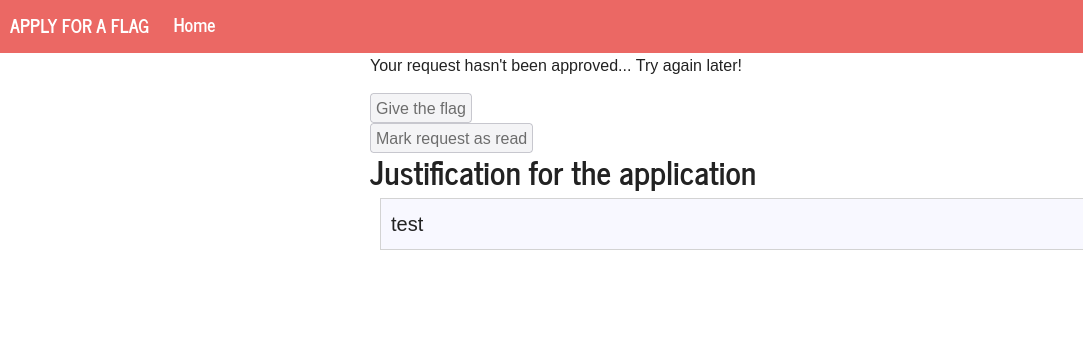 APPLY FOR A FLAG Home
Your request hasn't been approved... Try again later!
Give the flag
Mark request as read
Justification for the application
test